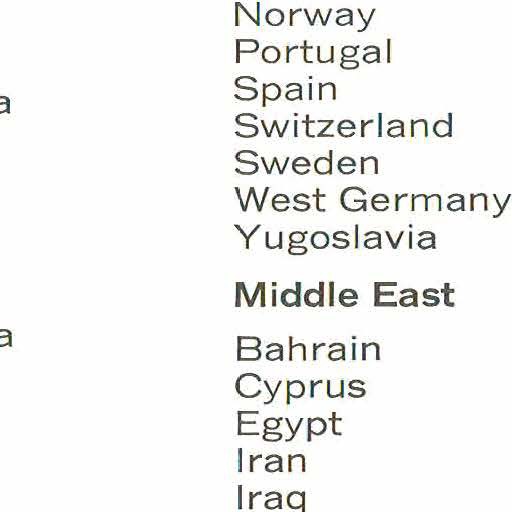 Norway
Portugal
Spain
Switzerland
Sweden
West Germany
Yugoslavia
Middle East
Bahrain
Cyprus
Egypt
Iran
Iraq